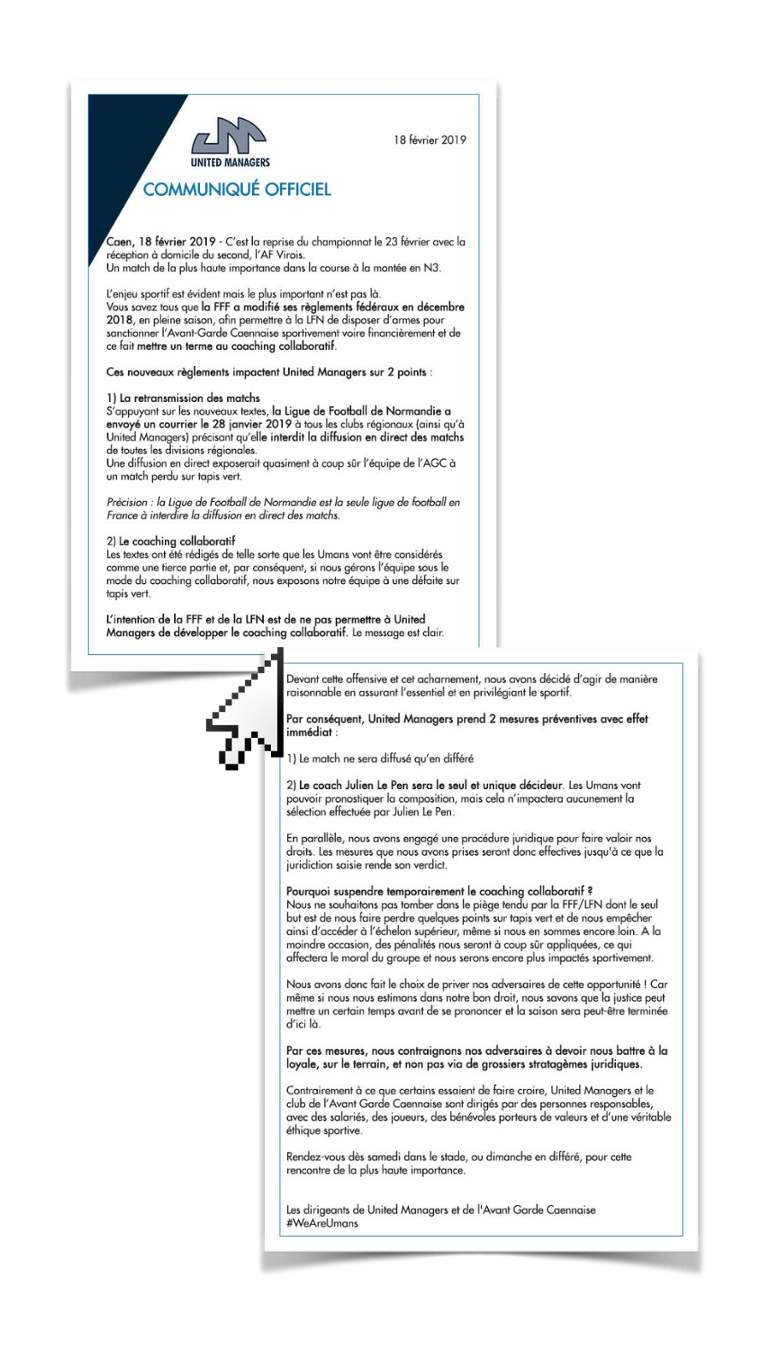 18 février 2019
UNITED MANAGERS
COMMUNIQUÉ OFFICIEL
Caen, 18 février 2019 - C'est la reprise du championnat le 23 février avec la
réception à domicile du second, l'AF Virois.
Un match de la plus haute importance dans la course à la montée en N3.
L'enjeu sportif est évident mais le plus important n'est pas là.
Vous savez tous que la FFF a modifié ses règlements fédéraux en décembre
2018, en pleine saison, afin permettre à la LFN de disposer d'armes pour
sanctionner l'Avant-Garde Caennaise sportivement voire financièrement et de
ce fait mettre un terme au coaching collaboratif.
Ces nouveaux règlements impactent United Managers sur 2 points :
1) La retransmission des matchs
S'appuyant sur les nouveaux textes, la Ligue de Football de Normandie a
envoyé un courrier le 28 janvier 2019 à tous les clubs régionaux (ainsi qu'à
United Managers) précisant qu'elle interdit la diffusion en direct des matchs
de toutes les divisions régionales.
Une diffusion en direct exposerait quasiment à coup sûr l'équipe de l'AGC à
un match perdu sur tapis vert.
Précision : la Ligue de Football de Normandie est la seule ligue de football en
France à interdire la diffusion en direct des matchs.
2) Le coaching collaboratif
Les textes ont été rédigés de telle sorte que les Umans vont être considérés
comme une tierce partie et, par conséquent, si nous gérons l'équipe sous le
mode du coaching collaboratif, nous exposons notre équipe à une défaite sur
tapis vert.
L'intention de la FFF et de la LFN est de ne pas permettre à United
Managers de développer le coaching collaboratif. Le message est clair.
Devant cette offensive et cet acharnement, nous avons décidé d'agir de manière
raisonnable en assurant l'essentiel et en privilégiant le sportif.
Par conséquent, United Managers prend 2 mesures préventives avec effet
immédiat :
1) Le match ne sera diffusé qu'en différé
2) Le coach Julien Le Pen sera le seul et unique décideur. Les Umans vont
pouvoir pronostiquer la composition, mais cela n'impactera aucunement la
sélection effectuée par Julien Le Pen.
En parallèle, nous avons engagé une procédure juridique pour faire valoir nos
droits. Les mesures que nous avons prises seront donc effectives jusqu'à ce que la
juridiction saisie rende son verdict.
Pourquoi suspendre temporairement le coaching collaboratif ?
Nous ne souhaitons pas tomber dans le piège tendu par la FFF/LFN dont le seul
but est de nous faire perdre quelques points sur tapis vert et de nous empêcher
ainsi d'accéder à l'échelon supérieur, même si nous en sommes encore loin. A la
moindre occasion, des pénalités nous seront à coup sûr appliquées, ce qui
affectera le moral du groupe et nous serons encore plus impactés sportivement.
Nous avons donc fait le choix de priver nos adversaires de cette opportunité ! Car
même si nous nous estimons dans notre bon droit, nous savons que la justice peut
mettre un certain temps avant de se prononcer et la saison sera peut-être terminée
d'ici là.
Par ces mesures, nous contraignons nos adversaires à devoir nous battre à la
loyale, sur le terrain, et non pas via de grossiers stratagèmes juridiques.
Contrairement à ce que certains essaient de faire croire, United Managers et le
club de l'Avant Garde Caennaise sont dirigés par des personnes responsables,
avec des salariés, des joueurs, des bénévoles porteurs de valeurs et d'une véritable
éthique sportive.
Rendez-vous dès samedi dans le stade, ou dimanche en différé, pour cette
rencontre de la plus haute importance.
Les dirigeants de United Managers et de l'Avant Garde Caennaise
#WeAreUmans